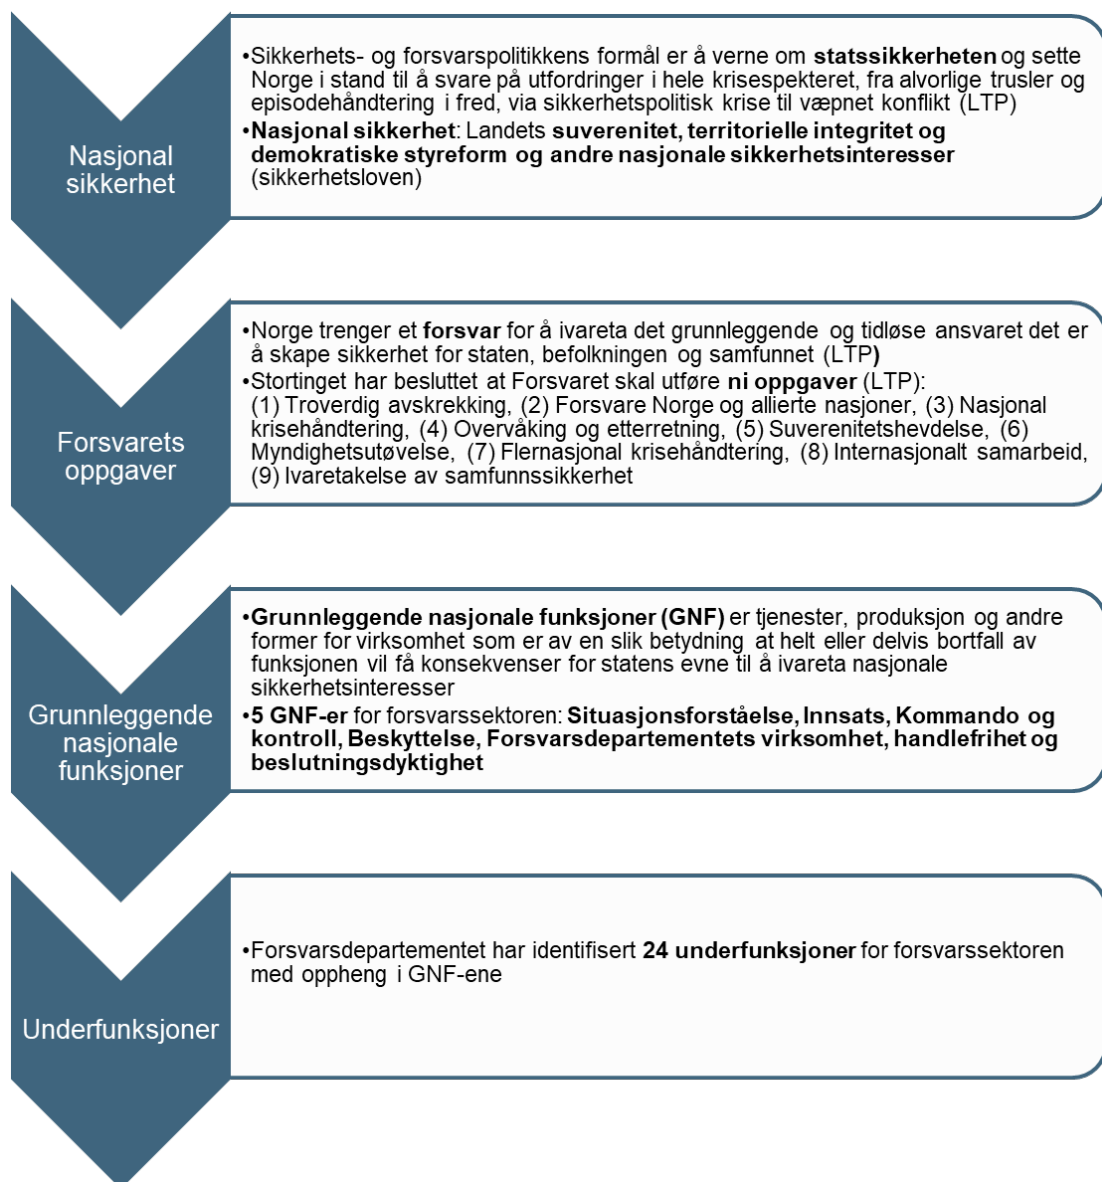 Nasjonal
sikkerhet
•Sikkerhets- og forsvarspolitikkens formål er å verne om statssikkerheten og sette
Norge i stand til å svare på utfordringer i hele krisespekteret, fra alvorlige trusler og
episodehåndtering i fred, via sikkerhetspolitisk krise til væpnet konflikt (LTP)
•Nasjonal sikkerhet: Landets suverenitet, territorielle integritet og
demokratiske styreform og andre nasjonale sikkerhetsinteresser
(sikkerhetsloven)
Forsvarets
oppgaver
•Norge trenger et forsvar for å ivareta det grunnleggende og tidløse ansvaret det er
å skape sikkerhet for staten, befolkningen og samfunnet (LTP)
•Stortinget har besluttet at Forsvaret skal utføre ni oppgaver (LTP):
(1) Troverdig avskrekking, (2) Forsvare Norge og allierte nasjoner, (3) Nasjonal
krisehåndtering, (4) Overvåking og etterretning, (5) Suverenitetshevdelse, (6)
Myndighetsutøvelse, (7) Flernasjonal krisehåndtering, (8) Internasjonalt samarbeid,
(9) Ivaretakelse av samfunnssikkerhet
Grunnleggende
nasjonale
funksjoner
•Grunnleggende nasjonale funksjoner (GNF) er tjenester, produksjon og andre
former for virksomhet som er av en slik betydning at helt eller delvis bortfall av
funksjonen vil få konsekvenser for statens evne til å ivareta nasjonale
sikkerhetsinteresser
•5 GNF-er for forsvarssektoren: Situasjonsforståelse, Innsats, Kommando og
kontroll, Beskyttelse, Forsvarsdepartementets virksomhet, handlefrihet og
beslutningsdyktighet
Underfunksjoner
•Forsvarsdepartementet har identifisert 24 underfunksjoner for forsvarssektoren
med oppheng i GNF-ene